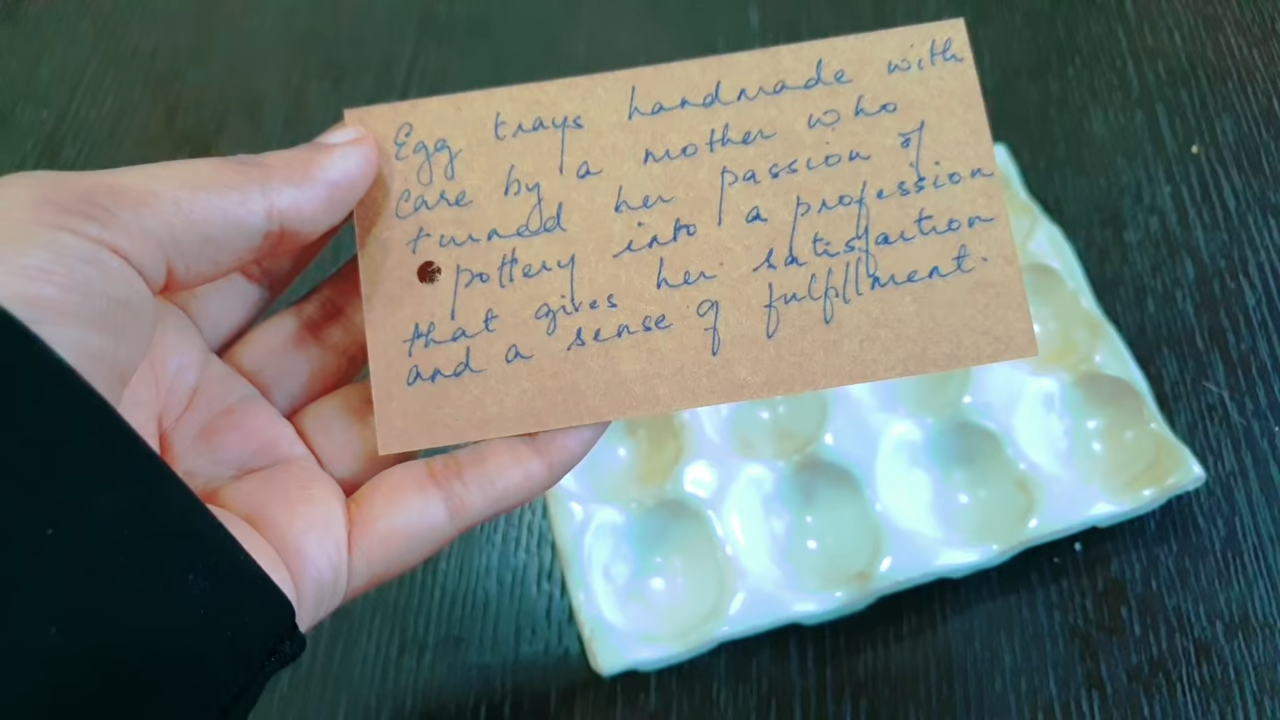 Egg trays handmade with
care by a mother who
turned her passion of
pottery into a profession
that gives her satisfaction
and a sense of fulfillment.